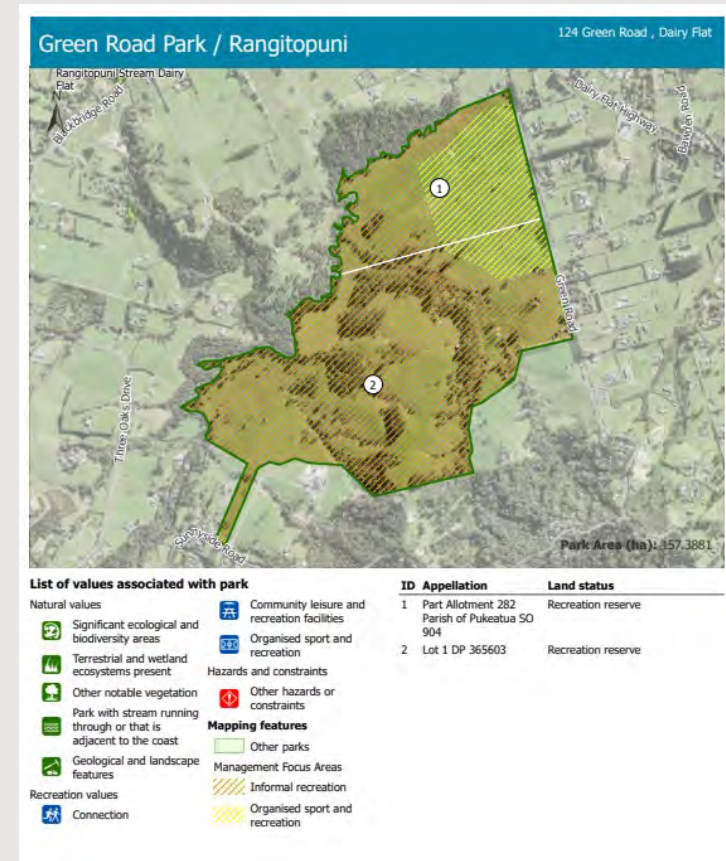 Green Road Park / Rangitopuni
124 Green Road , Dairy Flat
Rangitopuni Stream Dairy
Flat
N
Blackbridge Road
Dairy Flat Highway
Bawden Road
1
Green Road
2
Three Oaks Drive
Sunnyside Road
Park Area (ha): 157.3881
List of values associated with park
Natural values
Significant ecological and
biodiversity areas
Terrestrial and wetland
ecosystems present
Other notable vegetation
Park with stream running
through or that is
adjacent to the coast
Geological and landscape
features
Recreation values
Connection
Community leisure and
recreation facilities
Organised sport and
recreation
Hazards and constraints
Other hazards or
constraints
Mapping features
Other parks
Management Focus Areas
Informal recreation
Organised sport and
recreation
ID Appellation Land status
1 Part Allotment 282 Recreation reserve
Parish of Pukeatua SO
904
2 Lot 1 DP 365603 Recreation reserve